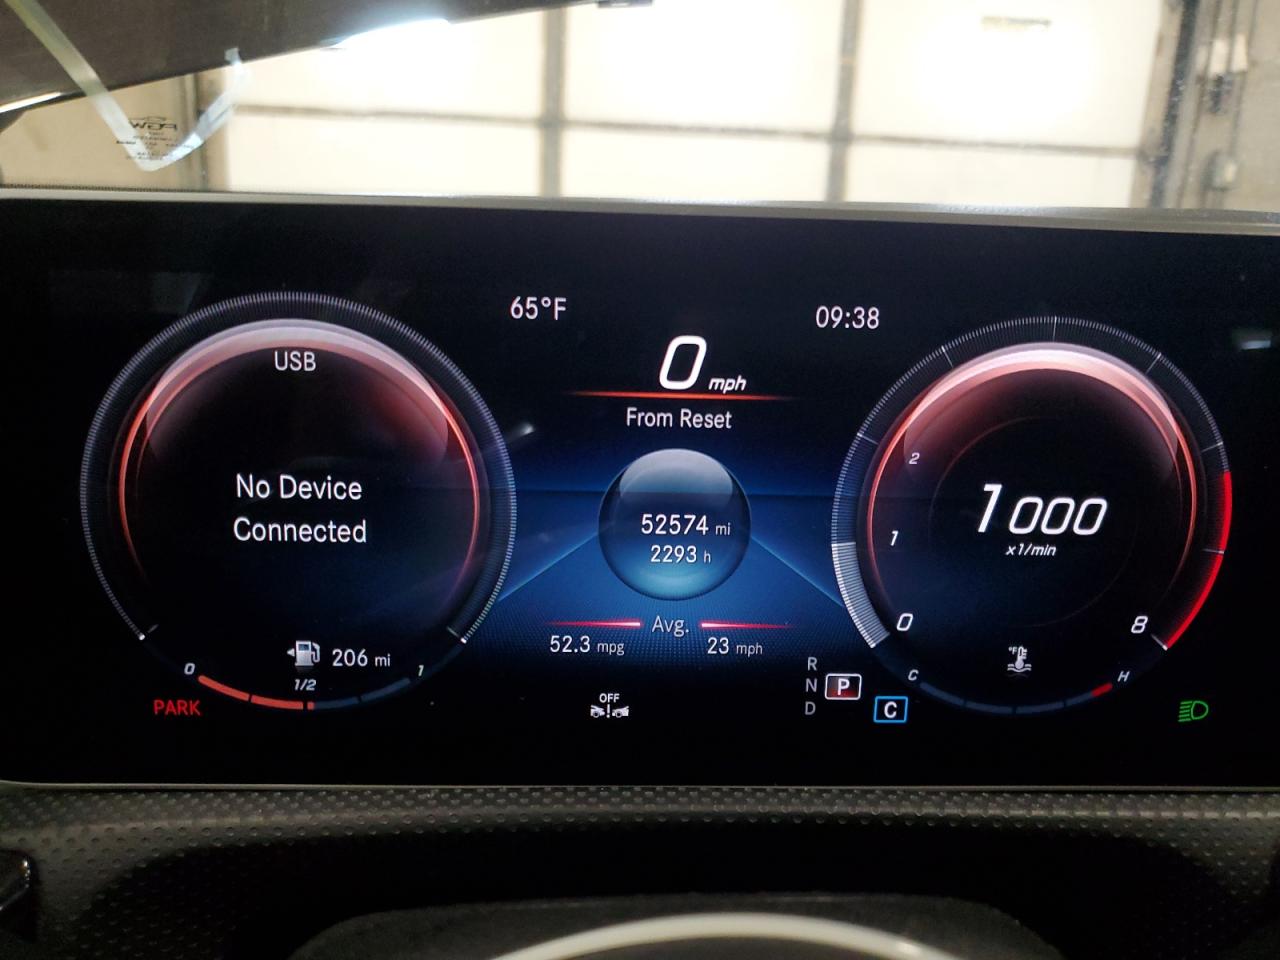 65°F
09:38
0 mph
From Reset
USB
No Device
Connected
52574 mi
2293 h
Avg.
52.3 mpg
23 mph
206 mi
0
1/2
1
PARK
OFF
R
N
D
P
C
2
1
0
1000
x1/min
8
°F
C
H
PGW